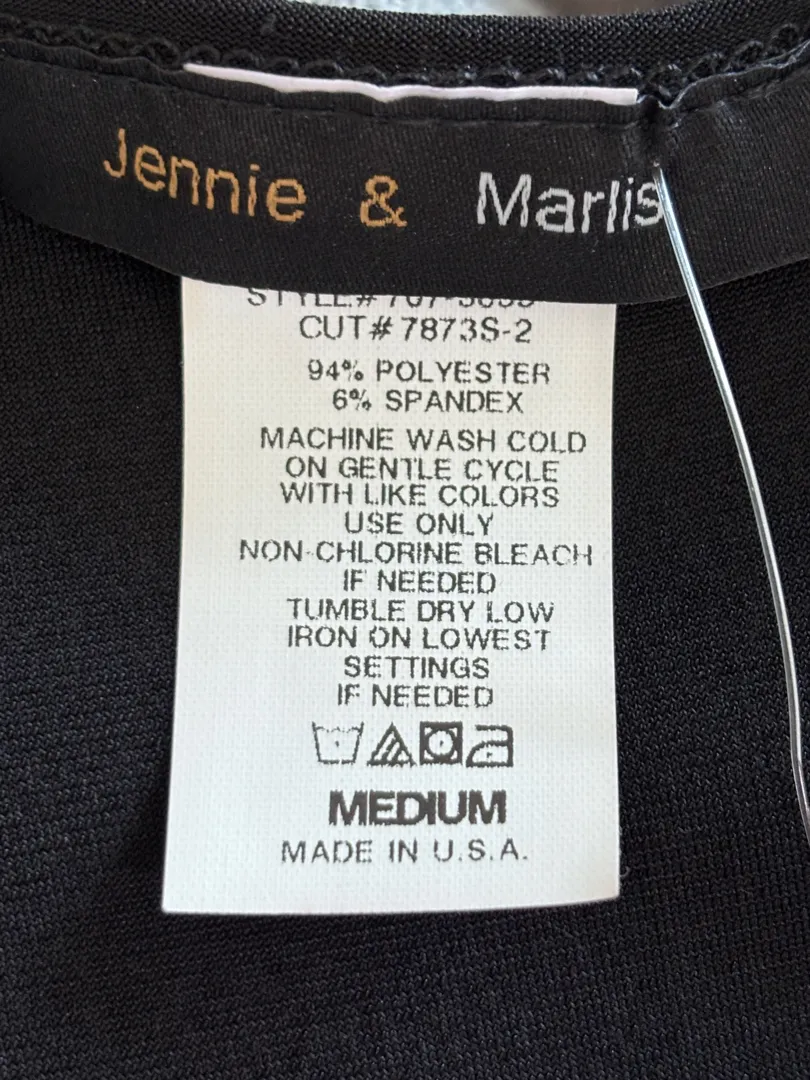 Jennie & Marlis
STYLE#
CUT# 7873S-2
94% POLYESTER
6% SPANDEX
MACHINE WASH COLD
ON GENTLE CYCLE
WITH LIKE COLORS
USE ONLY
NON-CHLORINE BLEACH
IF NEEDED
TUMBLE DRY LOW
IRON ON LOWEST
SETTINGS
IF NEEDED
MEDIUM
MADE IN U.S.A.